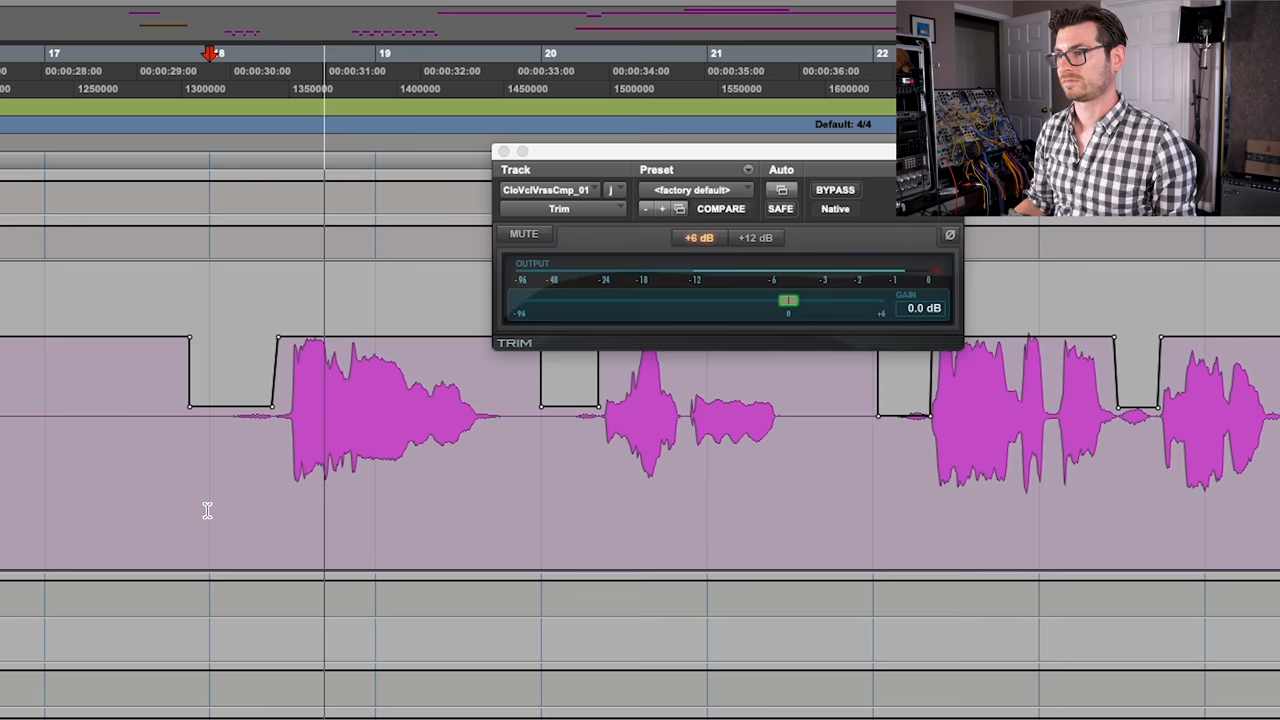 17 18 19 20 21 22
00:00:28:00 00:00:29:00 00:00:30:00 00:00:31:00 00:00:32:00 00:00:33:00 00:00:34:00 00:00:35:00 00:00:36:00
1250000 1300000 1350000 1400000 1450000 1500000 1550000 1600000
Default: 4/4
Track Preset Auto
CloVclVrssCmp_01 j <factory default> BYPASS
Trim - + COMPARE SAFE Native
MUTE +6 dB +12 dB Ø
OUTPUT
-96 -48 -24 -18 -12 -6 -3 -2 -1 0
GAIN
0.0 dB
-96 0 +6
TRIM